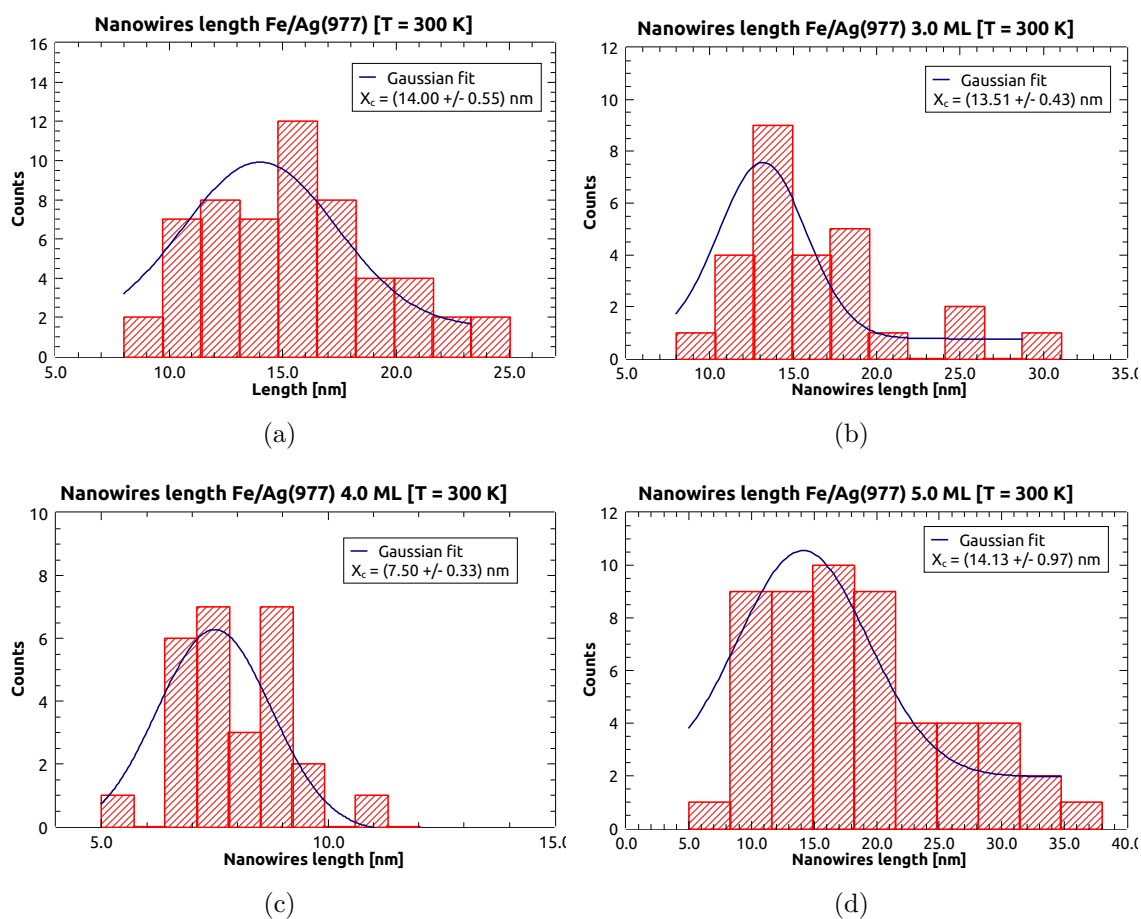 Nanowires length Fe/Ag(977) [T = 300 K]
16
14
12
10
8
6
4
2
0
Counts
Gaussian fit
Xc = (14.00 +/- 0.55) nm
5.0 10.0 15.0 20.0 25.0
Length [nm]
(a)
Nanowires length Fe/Ag(977) 3.0 ML [T = 300 K]
12
10
8
6
4
2
0
Counts
Gaussian fit
Xc = (13.51 +/- 0.43) nm
5.0 10.0 15.0 20.0 25.0 30.0 35.0
Nanowires length [nm]
(b)
Nanowires length Fe/Ag(977) 4.0 ML [T = 300 K]
10
8
6
4
2
0
Counts
Gaussian fit
Xc = (7.50 +/- 0.33) nm
5.0 10.0 15.0
Nanowires length [nm]
(c)
Nanowires length Fe/Ag(977) 5.0 ML [T = 300 K]
12
10
8
6
4
2
0
Counts
Gaussian fit
Xc = (14.13 +/- 0.97) nm
0.0 5.0 10.0 15.0 20.0 25.0 30.0 35.0 40.0
Nanowires length [nm]
(d)